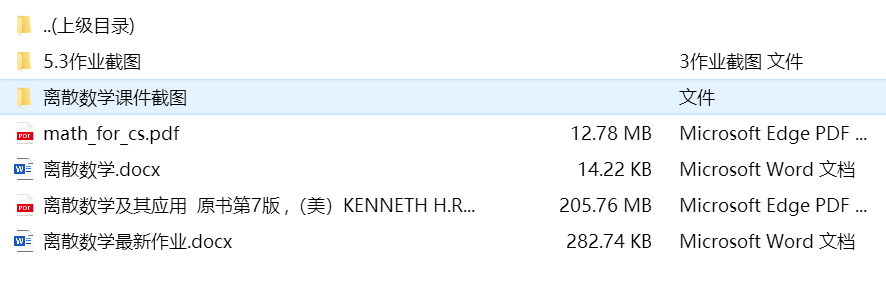 ..(上级目录)
5.3作业截图 3作业截图 文件
离散数学课件截图 文件
PDF math_for_cs.pdf 12.78 MB Microsoft Edge PDF ...
W 离散数学.docx 14.22 KB Microsoft Word 文档
PDF 离散数学及其应用 原书第7版 ,（美）KENNETH H.R... 205.76 MB Microsoft Edge PDF ...
W 离散数学最新作业.docx 282.74 KB Microsoft Word 文档